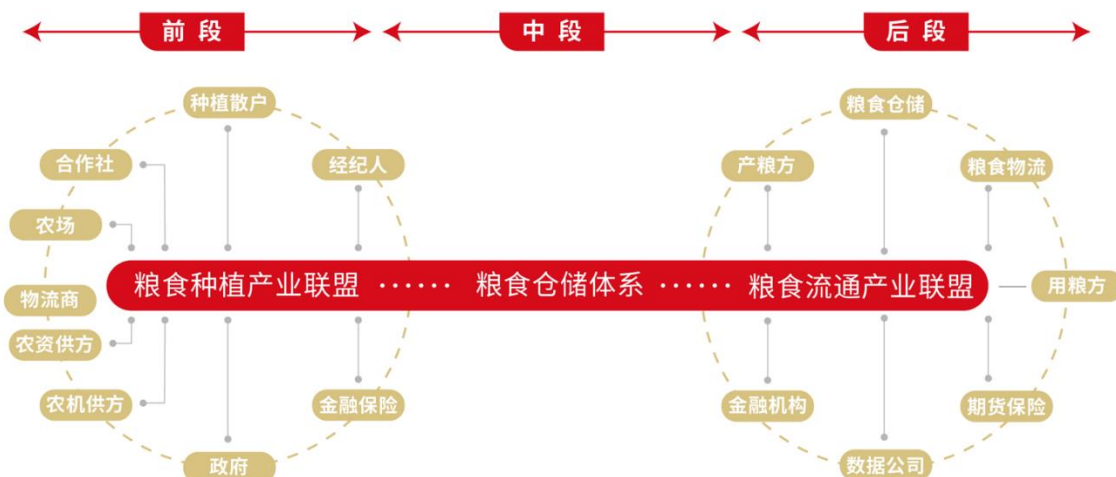 前段
中段
后段
种植散户
合作社
经纪人
农场
物流商
农资供方
农机供方
金融保险
政府
粮食种植产业联盟 ······ 粮食仓储体系 ······ 粮食流通产业联盟
粮食仓储
产粮方
粮食物流
用粮方
金融机构
期货保险
数据公司